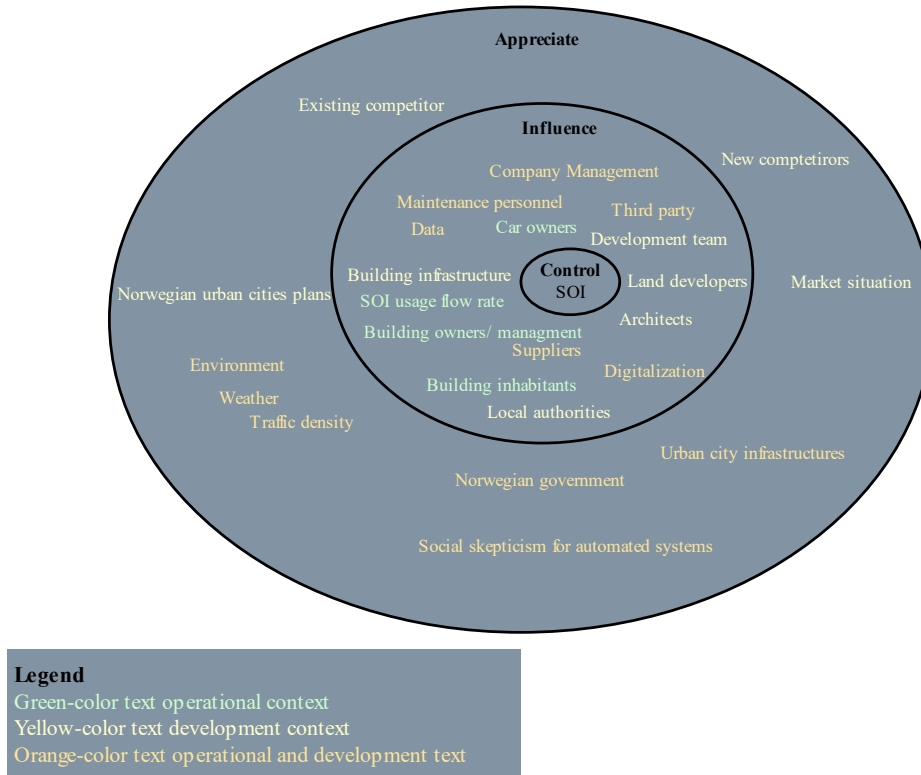 Appreciate
Existing competitor
Influence
New comptetirors
Company Management
Maintenance personnel
Third party
Data
Car owners
Development team
Control
SOI
Building infrastructure
Land developers
Market situation
Norwegian urban cities plans
SOI usage flow rate
Architects
Building owners/ managment
Suppliers
Environment
Digitalization
Building inhabitants
Weather
Local authorities
Traffic density
Urban city infrastructures
Norwegian government
Social skepticism for automated systems
Legend
Green-color text operational context
Yellow-color text development context
Orange-color text operational and development text